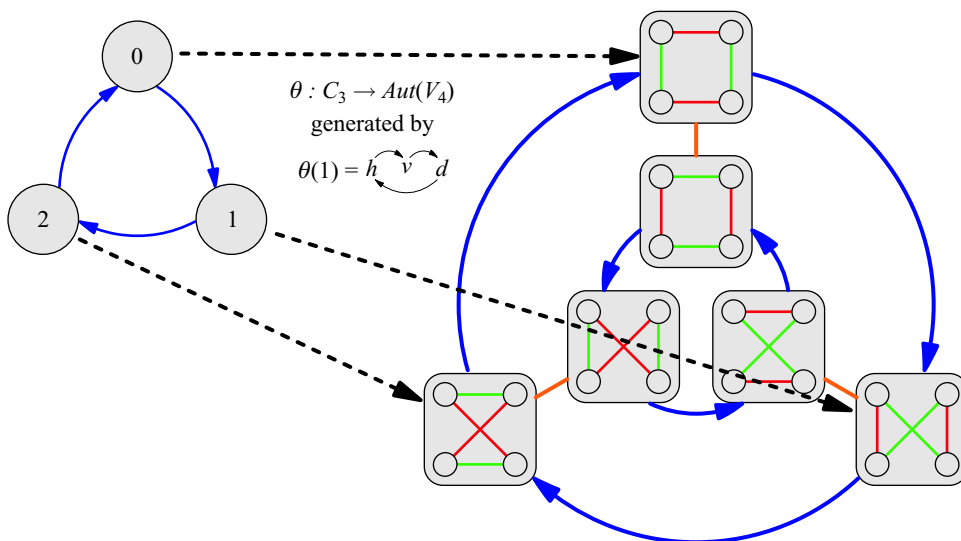 0
θ : C₃ → Aut(V₄)
generated by
θ(1) = h v d
2
1